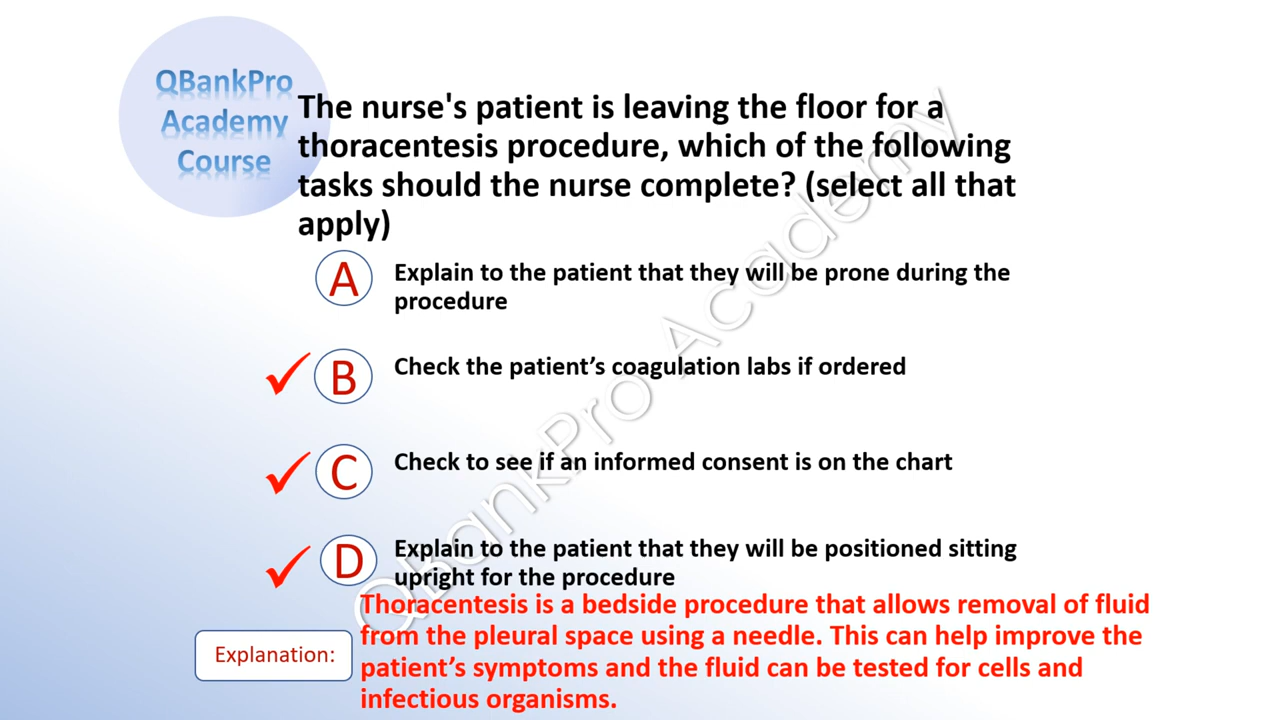 QBankPro
Academy
Course
The nurse's patient is leaving the floor for a
thoracentesis procedure, which of the following
tasks should the nurse complete? (select all that
apply)
A
Explain to the patient that they will be prone during the
procedure
B
Check the patient’s coagulation labs if ordered
C
Check to see if an informed consent is on the chart
D
Explain to the patient that they will be positioned sitting
upright for the procedure
Explanation:
Thoracentesis is a bedside procedure that allows removal of fluid
from the pleural space using a needle. This can help improve the
patient’s symptoms and the fluid can be tested for cells and
infectious organisms.
QBankPro Academy